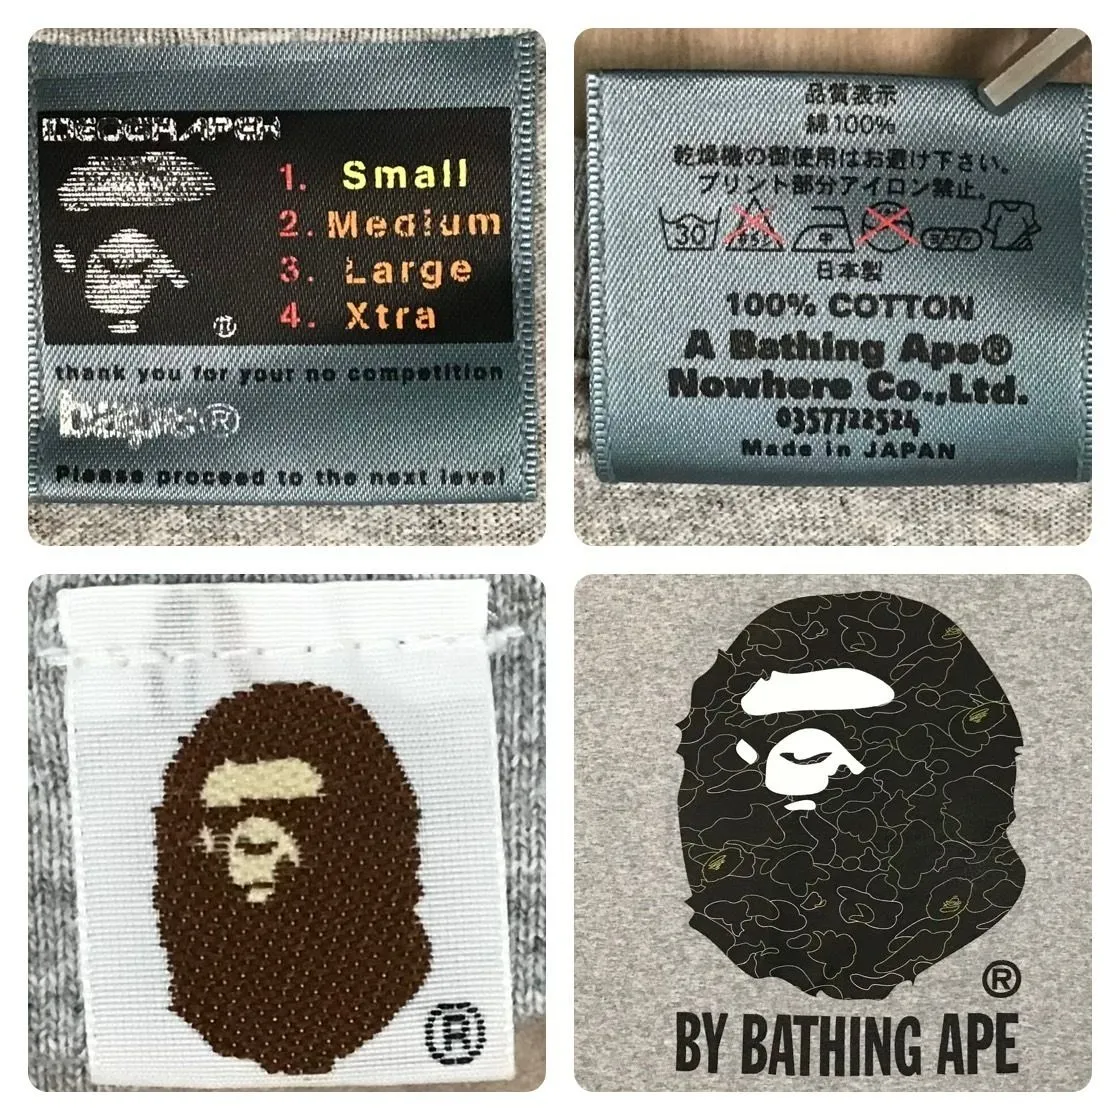 1. Small
2. Medium
3. Large
4. Xtra
®
thank you for your no competition
bape®
Please proceed to the next level
品質表示
綿100%
乾燥機の御使用はお避け下さい。
プリント部分アイロン禁止。
30 中
日本製
100% COTTON
A Bathing Ape®
Nowhere Co.,Ltd.
0357722524
Made in JAPAN
®
®
BY BATHING APE